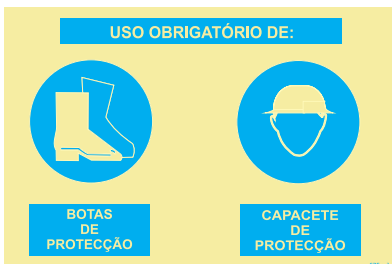 USO OBRIGATÓRIO DE:
BOTAS
DE
PROTECÇÃO
CAPACETE
DE
PROTECÇÃO